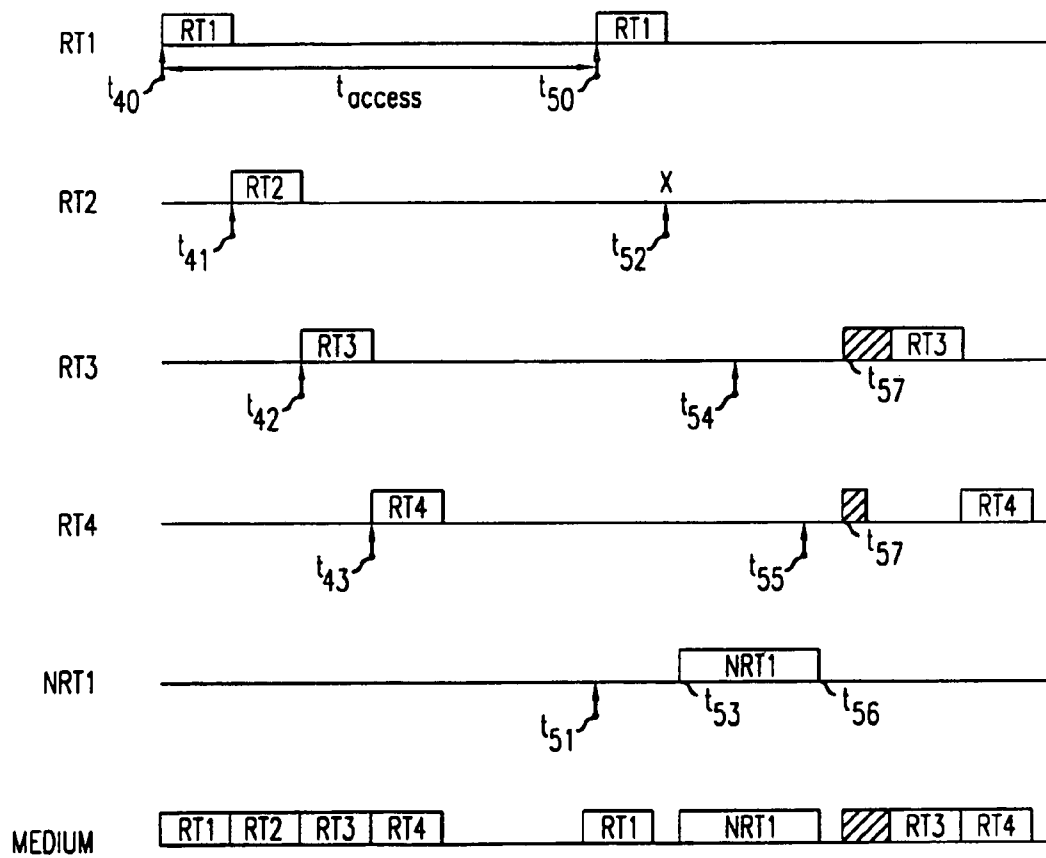 RT1 RT1 RT1
t40 taccess t50
RT2 RT2 X
t41 t52
RT3 RT3 RT3
t42 t54 t57
RT4 RT4 RT4
t43 t55 t57
NRT1 NRT1
t51 t53 t56
MEDIUM RT1 RT2 RT3 RT4 RT1 NRT1 RT3 RT4